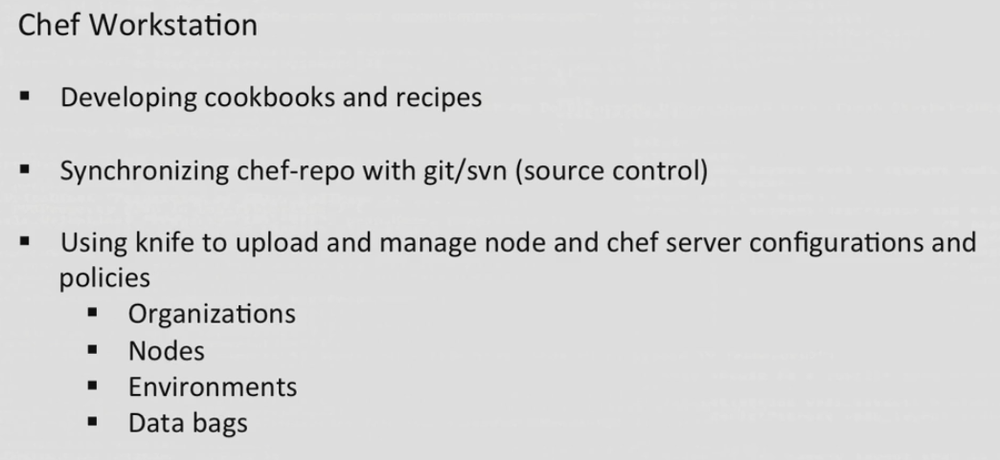 Chef Workstation
▪ Developing cookbooks and recipes
▪ Synchronizing chef-repo with git/svn (source control)
▪ Using knife to upload and manage node and chef server configurations and
policies
▪ Organizations
▪ Nodes
▪ Environments
▪ Data bags